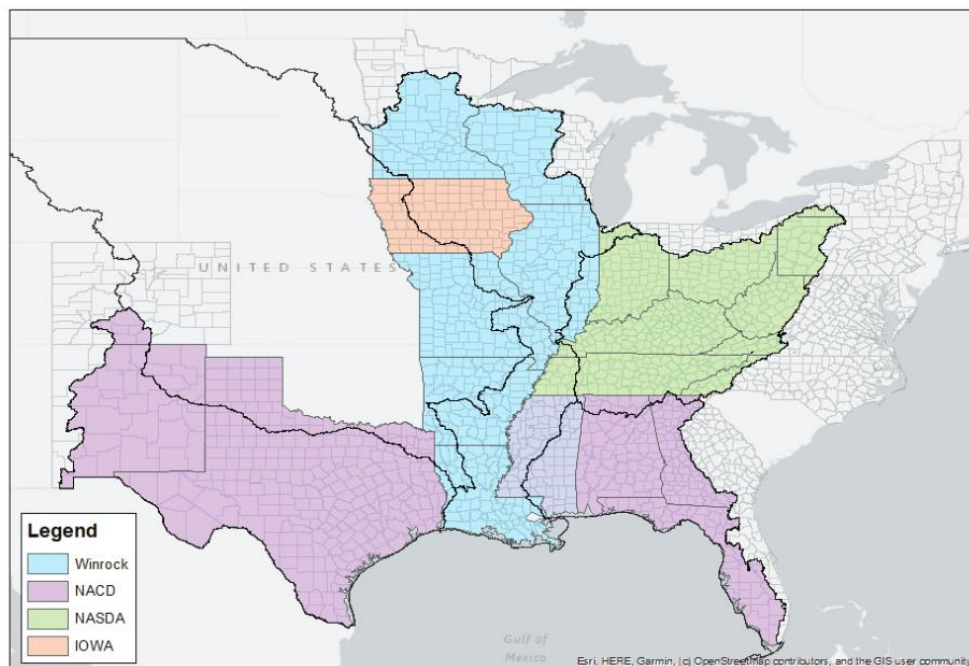 UNITED STATES
Legend
Winrock
NACD
NASDA
IOWA
Gulf of
Mexico
Esri, HERE, Garmin, (c) OpenStreetMap contributors, and the GIS user communit